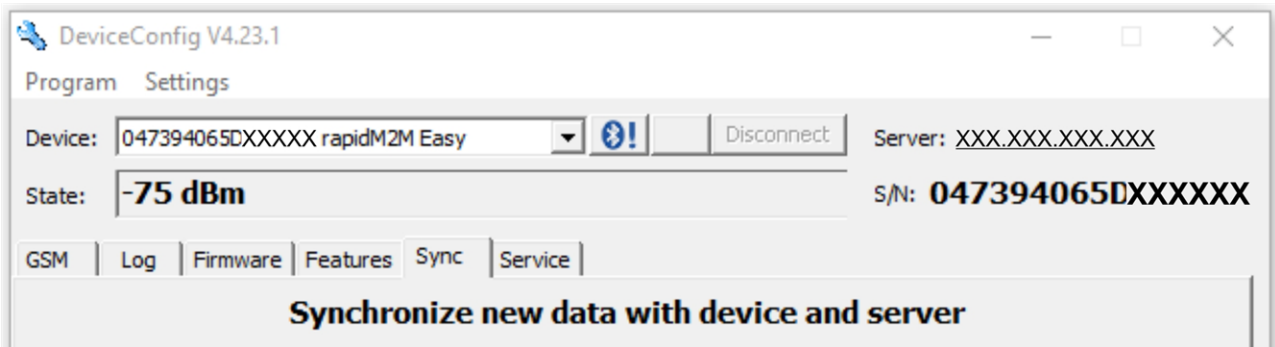 DeviceConfig V4.23.1
Program Settings
Device: 047394065DXXXXX rapidM2M Easy ! Disconnect Server: XXX.XXX.XXX.XXX
State: -75 dBm S/N: 047394065DXXXXXX
GSM Log Firmware Features Sync Service
Synchronize new data with device and server